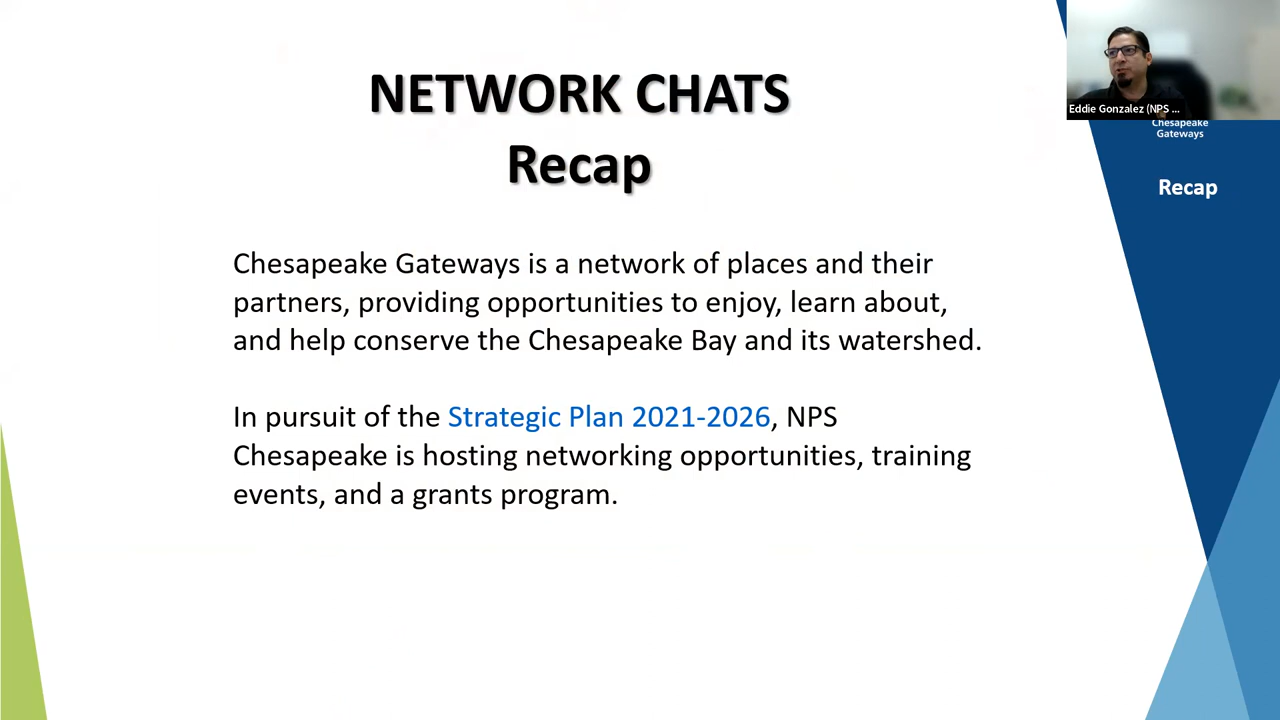 NETWORK CHATS
Recap
Chesapeake Gateways is a network of places and their
partners, providing opportunities to enjoy, learn about,
and help conserve the Chesapeake Bay and its watershed.
In pursuit of the Strategic Plan 2021-2026, NPS
Chesapeake is hosting networking opportunities, training
events, and a grants program.
Eddie Gonzalez (NPS ...
Chesapeake
Gateways
Recap